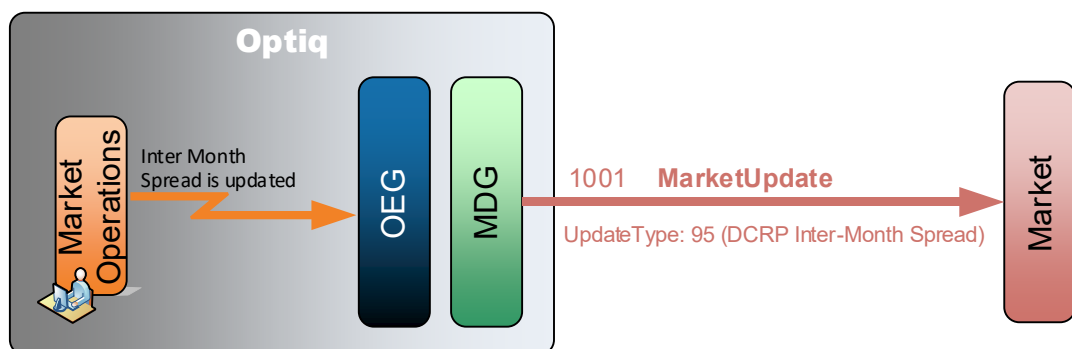 Optiq
Market
Operations
Inter Month
Spread is updated
OEG
MDG
1001 MarketUpdate
UpdateType: 95 (DCRP Inter-Month Spread)
Market